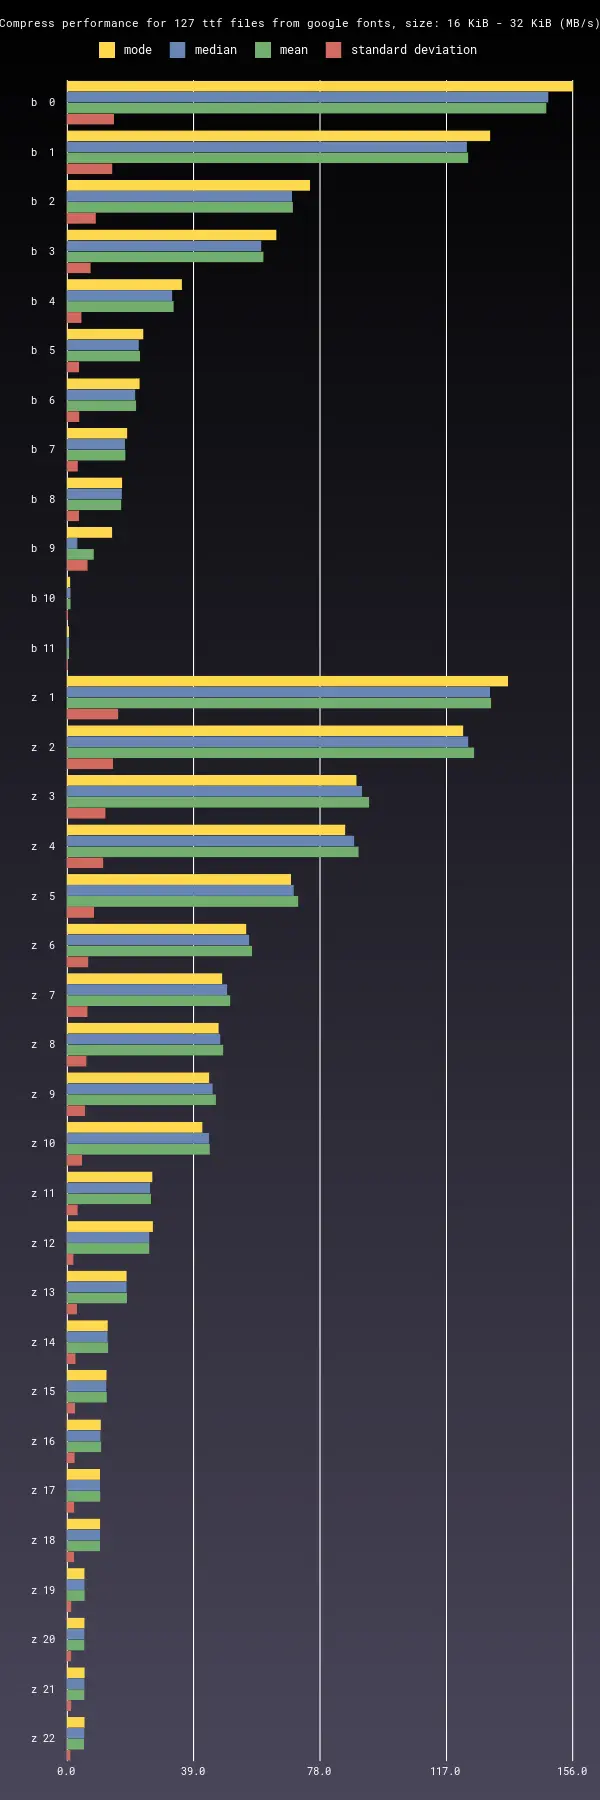 Compress performance for 127 ttf files from google fonts, size: 16 KiB - 32 KiB (MB/s)
mode median mean standard deviation
b 0
b 1
b 2
b 3
b 4
b 5
b 6
b 7
b 8
b 9
b 10
b 11
z 1
z 2
z 3
z 4
z 5
z 6
z 7
z 8
z 9
z 10
z 11
z 12
z 13
z 14
z 15
z 16
z 17
z 18
z 19
z 20
z 21
z 22
0.0 39.0 78.0 117.0 156.0